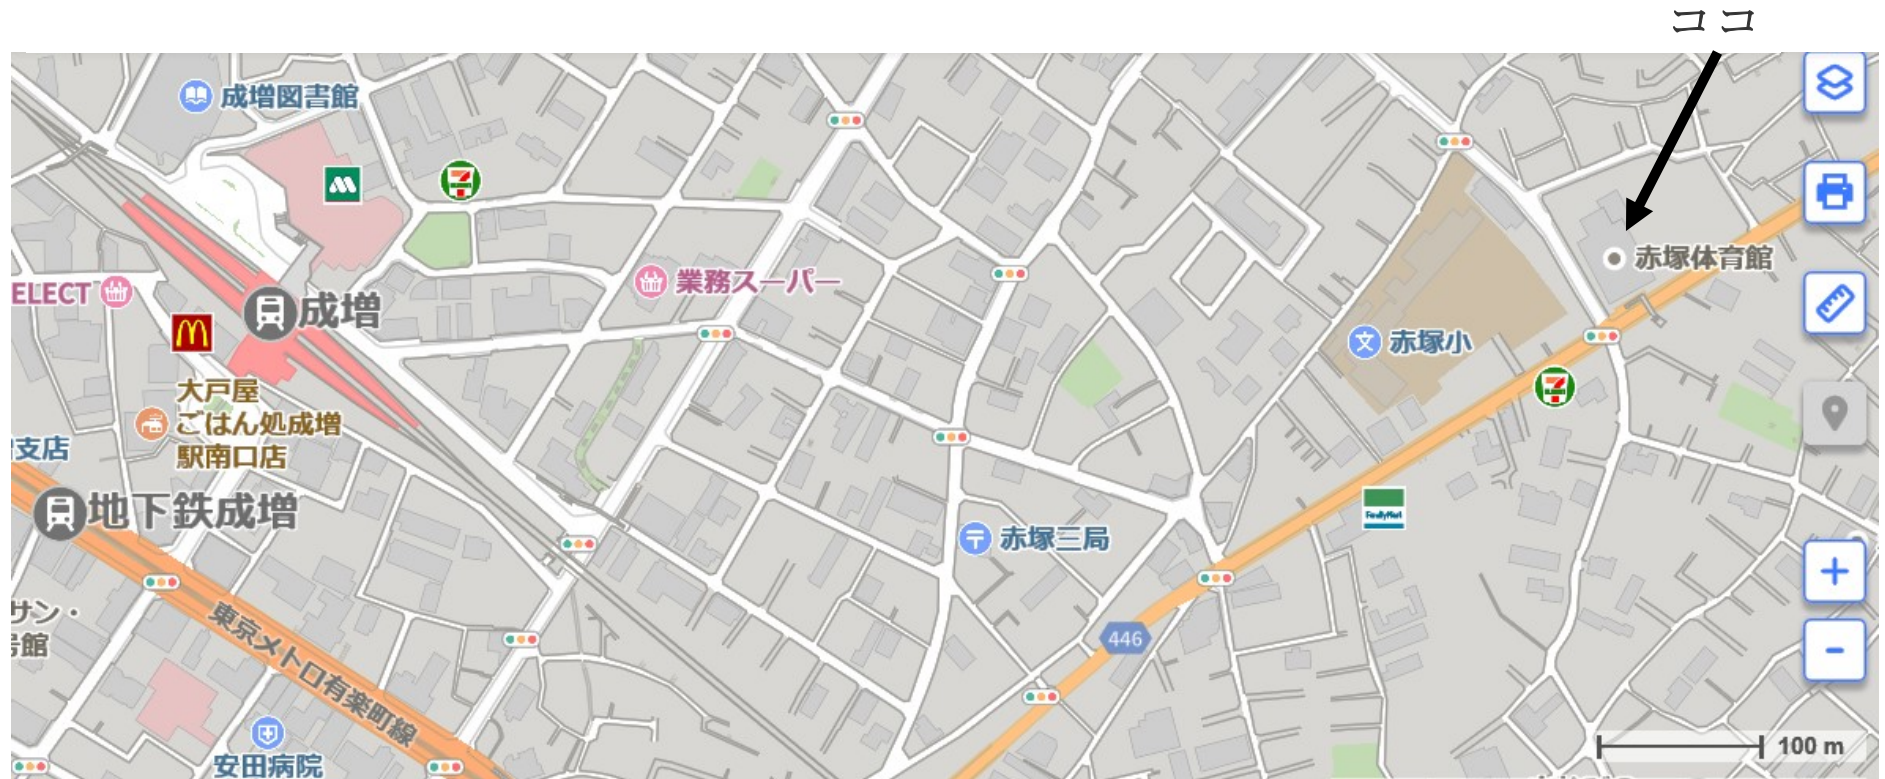 ココ
成増図書館
業務スーパー
赤塚体育館
ELECT
成増
赤塚小
大戸屋
ごはん処成増
駅南口店
支店
地下鉄成増
FamilyMart
赤塚三局
サン・
館
東京メトロ有楽町線
446
安田病院
100 m